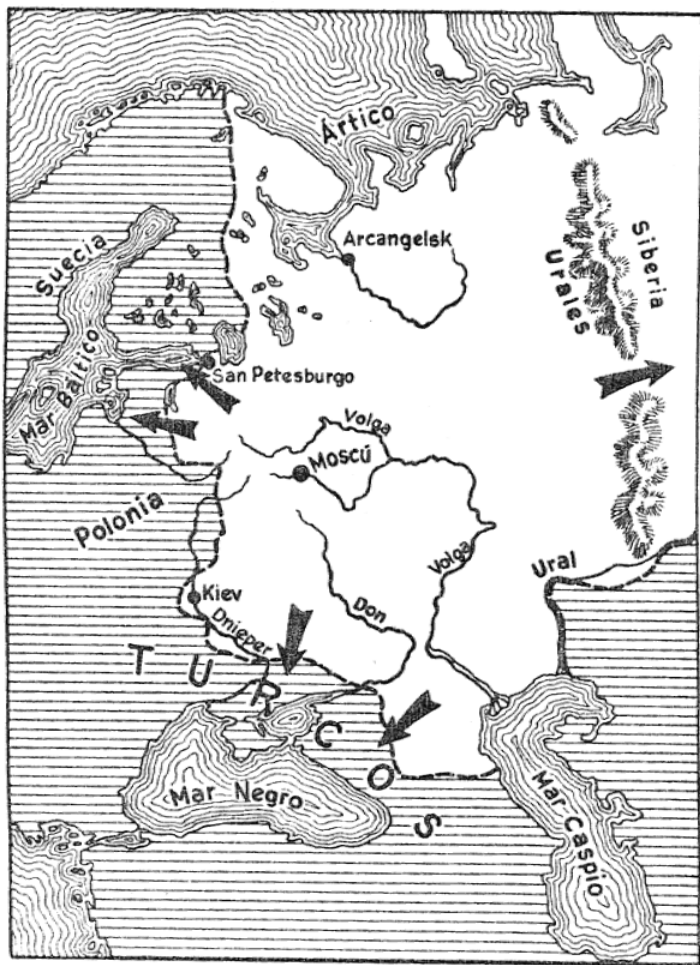 Ártico
Suecia
Arcangelsk
Siberia
Urales
Mar Báltico
San Petesburgo
Volga
Moscú
Polonia
Volga
Ural
Kiev
Don
Dnieper
TURCOS
Mar Negro
Mar Caspio